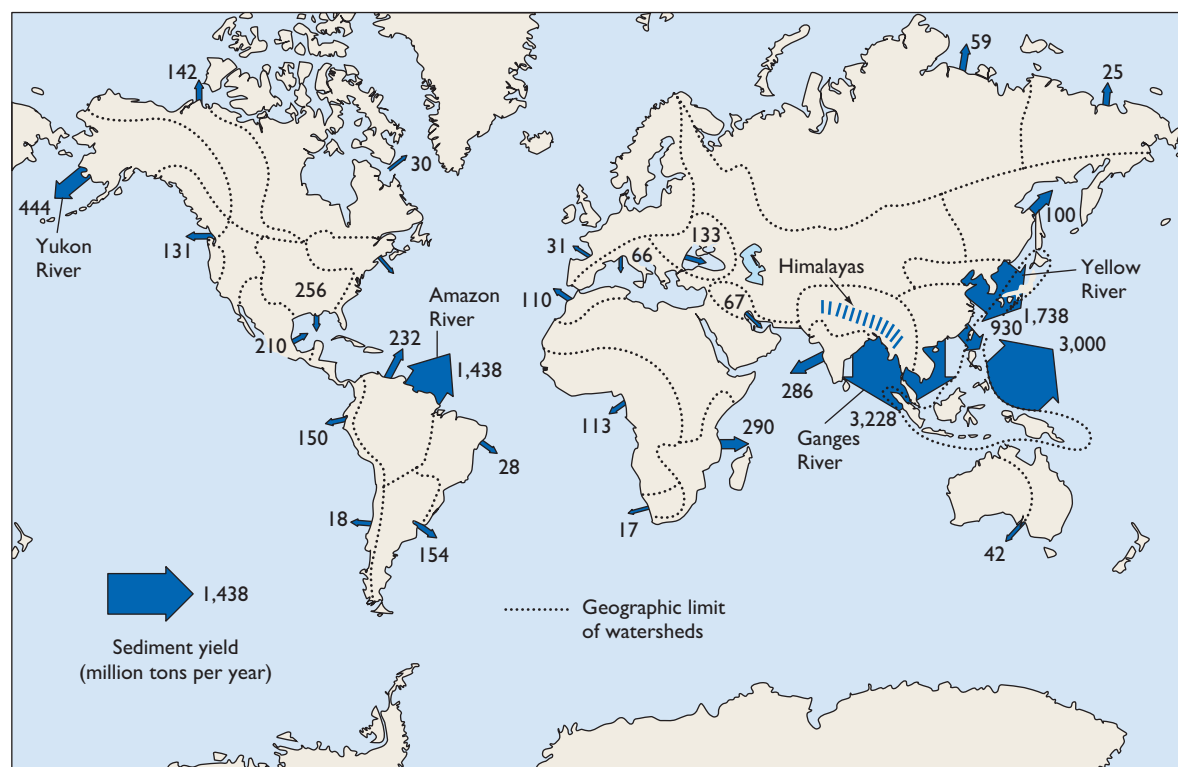 59
142
25
30
444
Yukon
River
131
100
31
66
133
Himalayas
Yellow
River
256
Amazon
River
110
67
1,738
930
210
232
1,438
3,000
286
3,228
150
113
290
Ganges
River
28
18
154
17
42
1,438
Sediment yield
(million tons per year)
Geographic limit
of watersheds